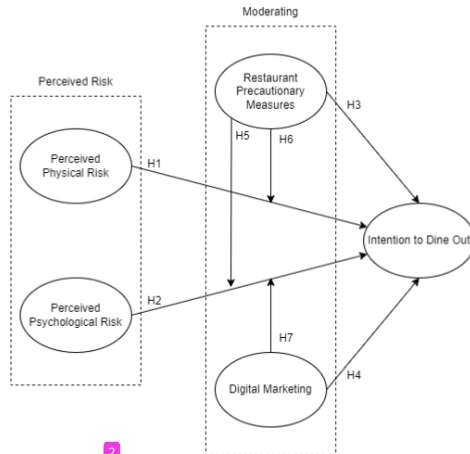 Moderating
Perceived Risk
Restaurant
Precautionary
Measures
H3
H5
H6
Perceived
Physical Risk
H1
Intention to Dine Out
Perceived
Psychological Risk
H2
H7
Digital Marketing
H4
2